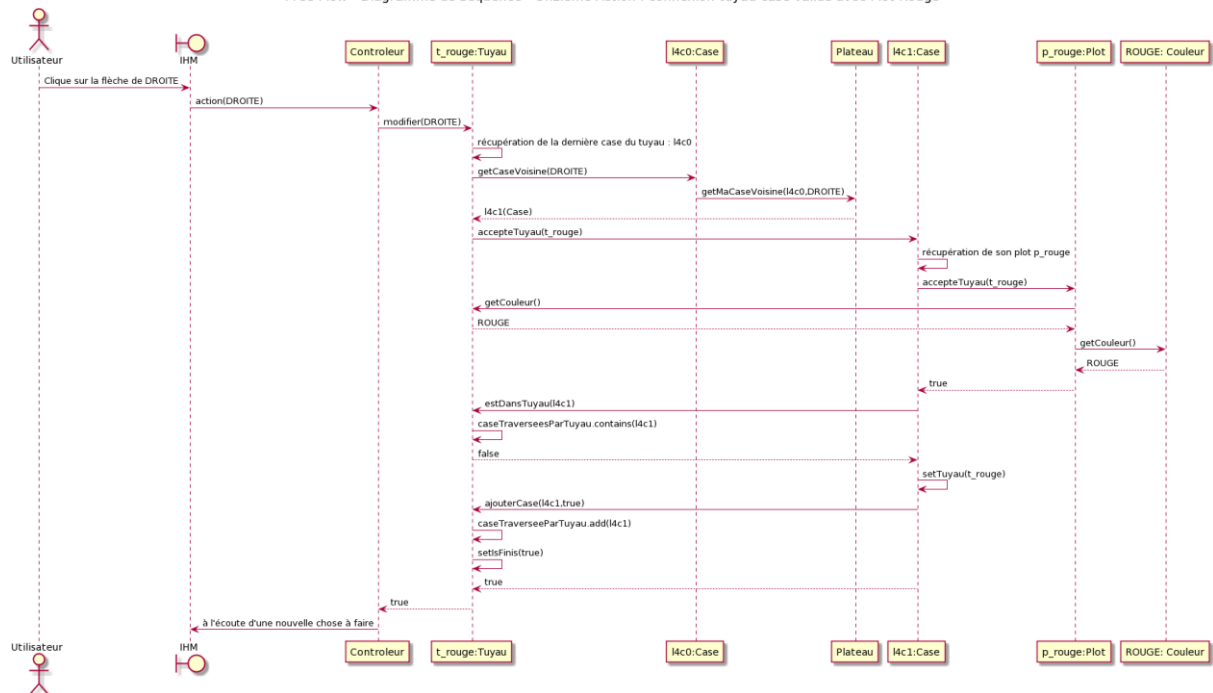 Utilisateur
IHM
Controleur
t_rouge:Tuyau
l4c0:Case
Plateau
l4c1:Case
p_rouge:Plot
ROUGE: Couleur
Clique sur la flèche de DROITE
action(DROITE)
modifier(DROITE)
récupération de la dernière case du tuyau : l4c0
getCaseVoisine(DROITE)
getMaCaseVoisine(l4c0,DROITE)
l4c1(Case)
accepteTuyau(t_rouge)
récupération de son plot p_rouge
accepteTuyau(t_rouge)
getCouleur()
ROUGE
getCouleur()
ROUGE
true
estDansTuyau(l4c1)
caseTraverseesParTuyau.contains(l4c1)
false
setTuyau(t_rouge)
ajouterCase(l4c1,true)
caseTraverseeParTuyau.add(l4c1)
setIsFinis(true)
true
true
à l'écoute d'une nouvelle chose à faire
Utilisateur
IHM
Controleur
t_rouge:Tuyau
l4c0:Case
Plateau
l4c1:Case
p_rouge:Plot
ROUGE: Couleur